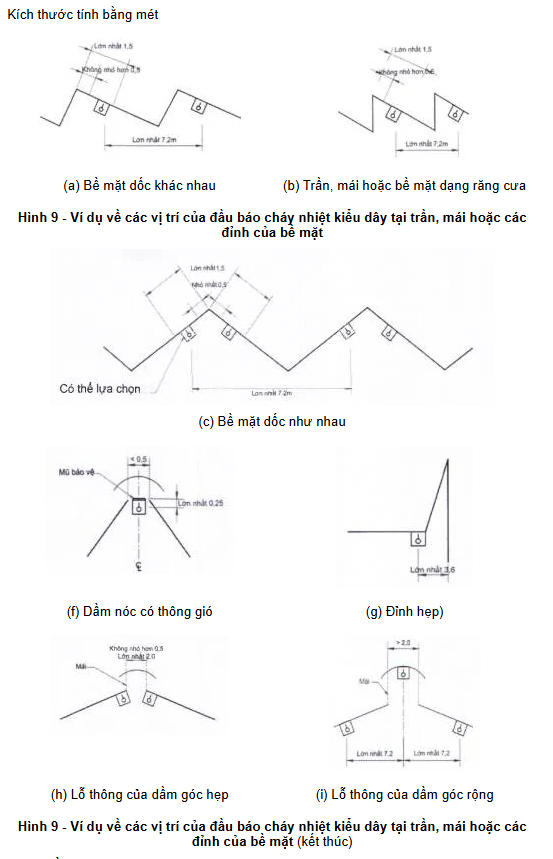 Kích thước tính bằng mét
Lớn nhất 1,5
Không nhỏ hơn 0,5
Lớn nhất 7.2m
Lớn nhất 1,5
Không nhỏ hơn
Lớn nhất 7,2m
(a) Bề mặt dốc khác nhau
(b) Trần, mái hoặc bề mặt dạng răng cưa
Hình 9 - Ví dụ về các vị trí của đầu báo cháy nhiệt kiểu dây tại trần, mái hoặc các
đỉnh của bề mặt
Lớn nhất 1,5
Nhỏ nhất 0,5
Có thể lựa chọn
Lớn nhất 7.2m
(c) Bề mặt dốc như nhau
< 0,5
Mũ bảo vệ
Lớn nhất 0,25
Lớn nhất 3,6
(f) Dầm nóc có thông gió
(g) Đỉnh hẹp)
Không nhỏ hơn 0,5
Lớn nhất 2,0
Mái
> 2,0
Mái
Lớn nhất 7.2
Lớn nhất 7,2
(h) Lỗ thông của dầm góc hẹp
(i) Lỗ thông của dầm góc rộng
Hình 9 - Ví dụ về các vị trí của đầu báo cháy nhiệt kiểu dây tại trần, mái hoặc các
đỉnh của bề mặt (kết thúc)